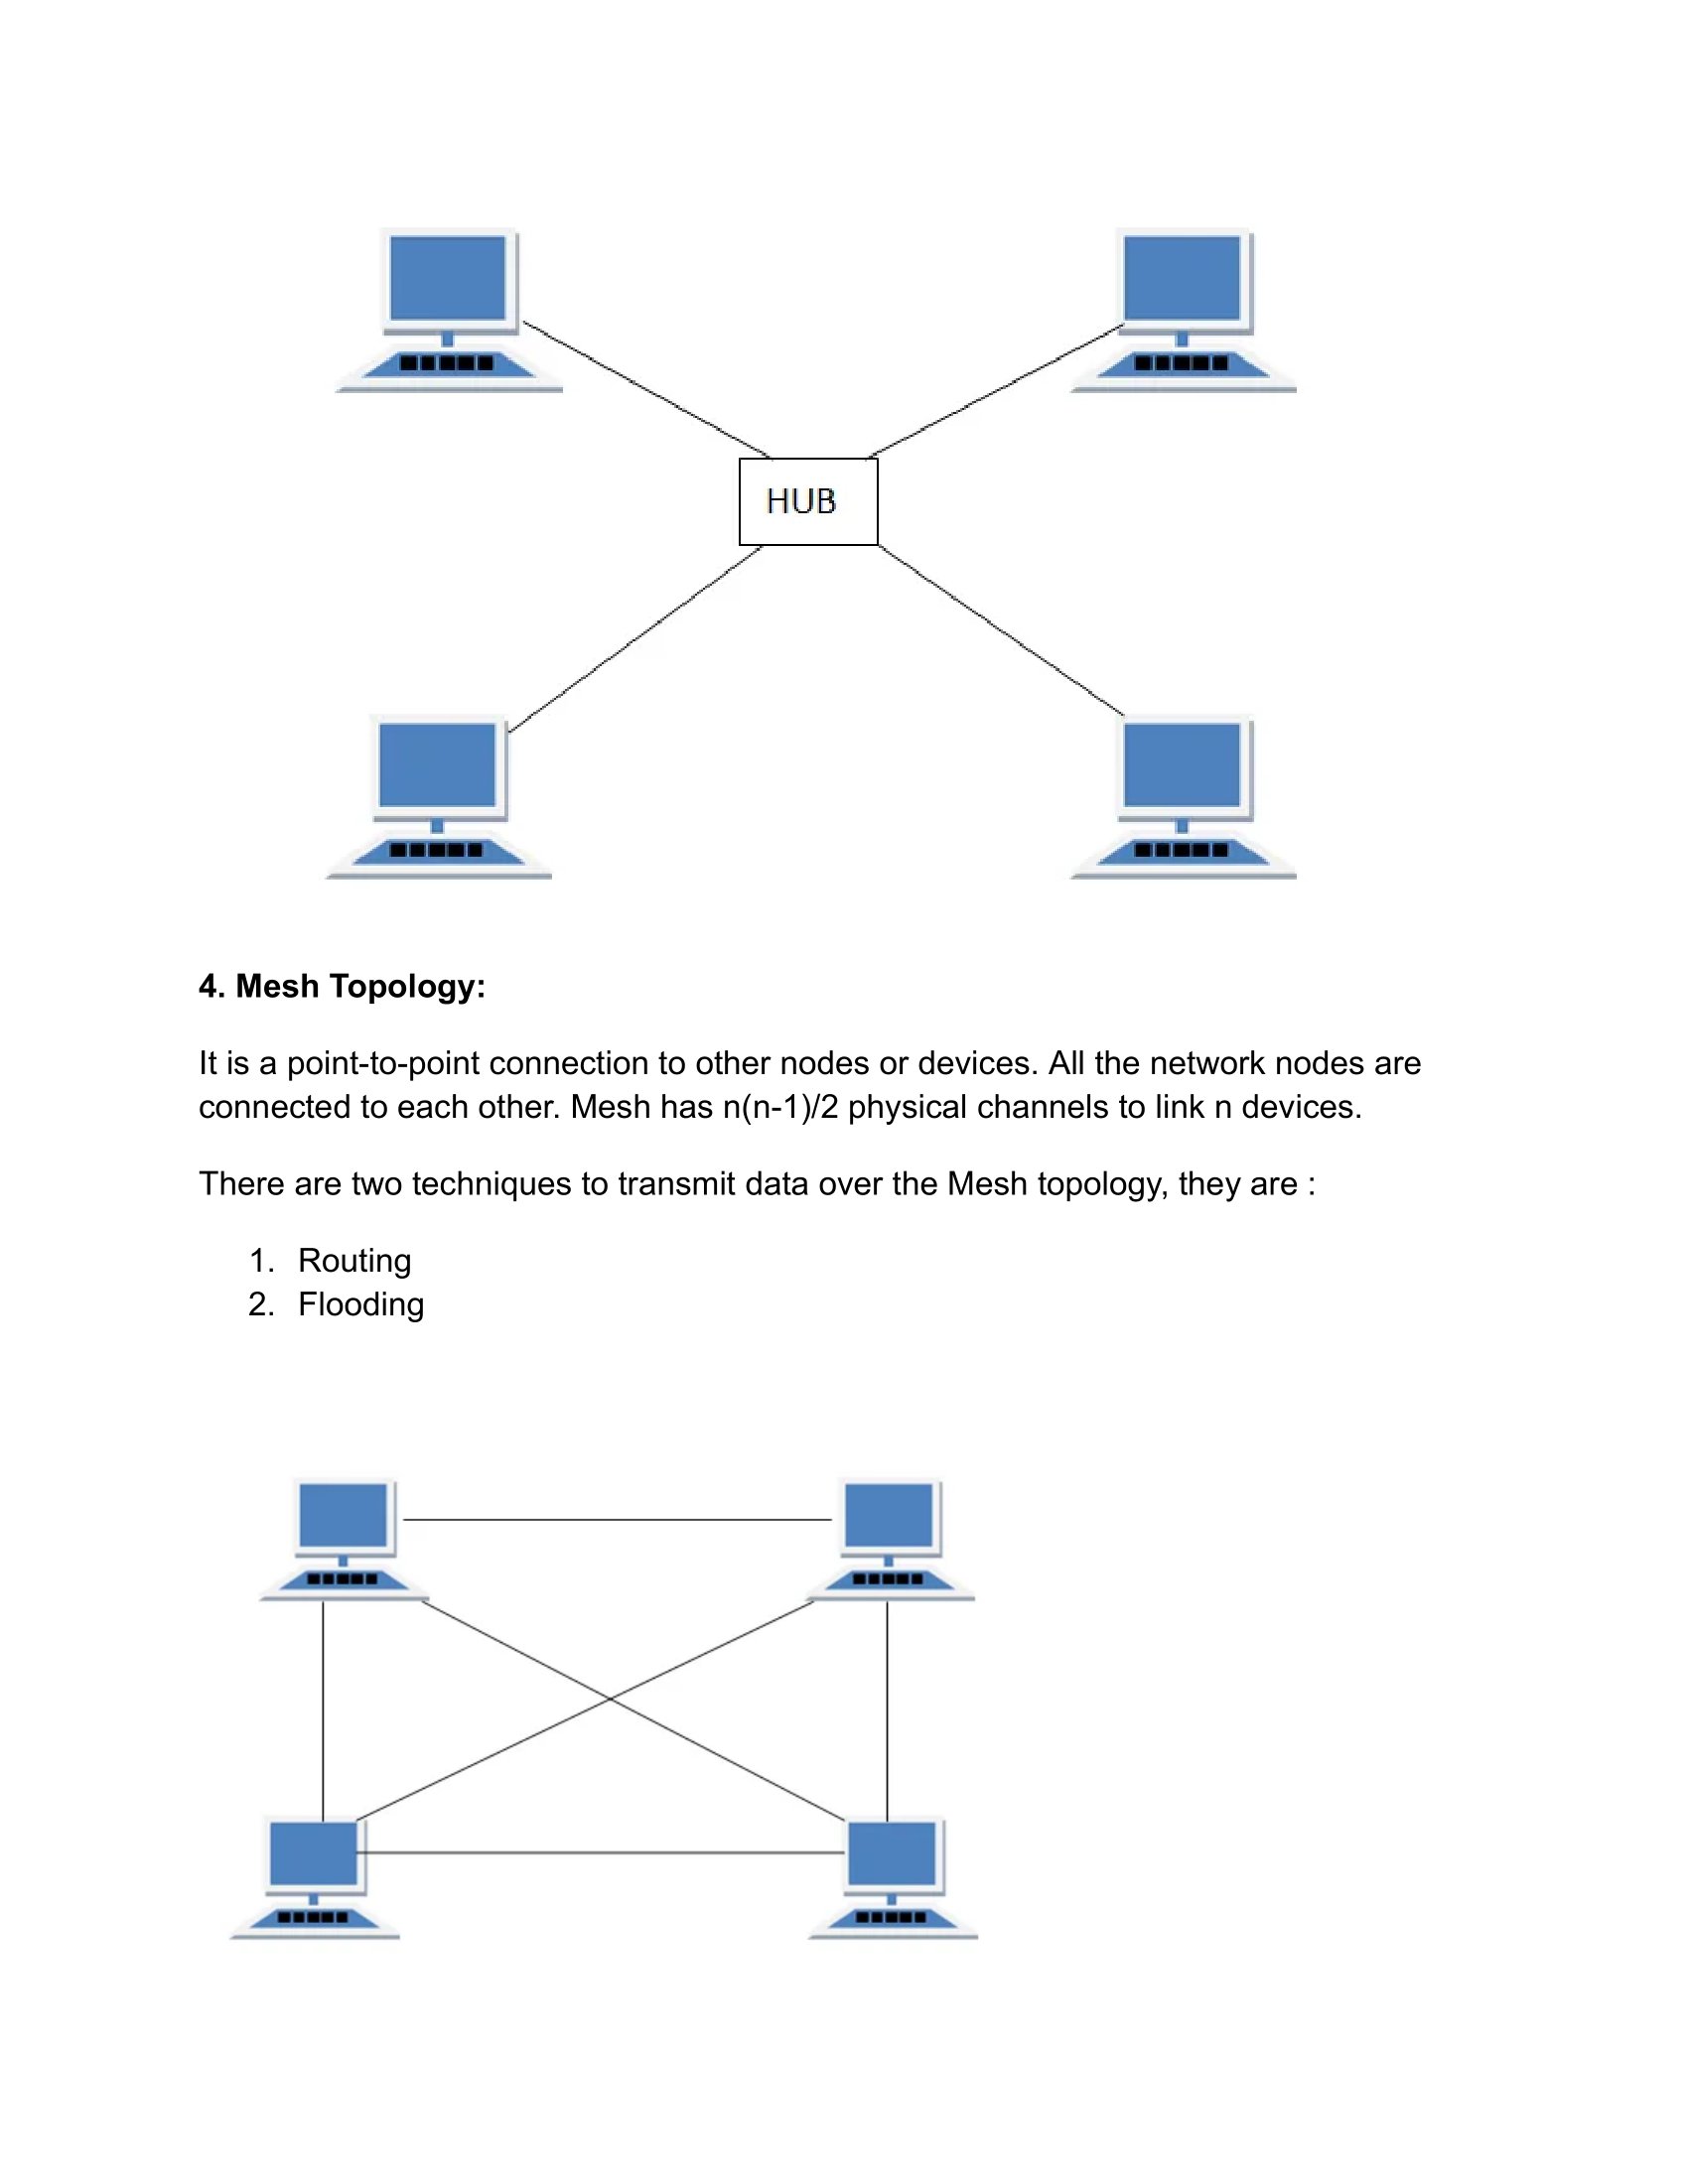 HUB
4. Mesh Topology:
It is a point-to-point connection to other nodes or devices. All the network nodes are
connected to each other. Mesh has n(n-1)/2 physical channels to link n devices.
There are two techniques to transmit data over the Mesh topology, they are :
1. Routing
2. Flooding